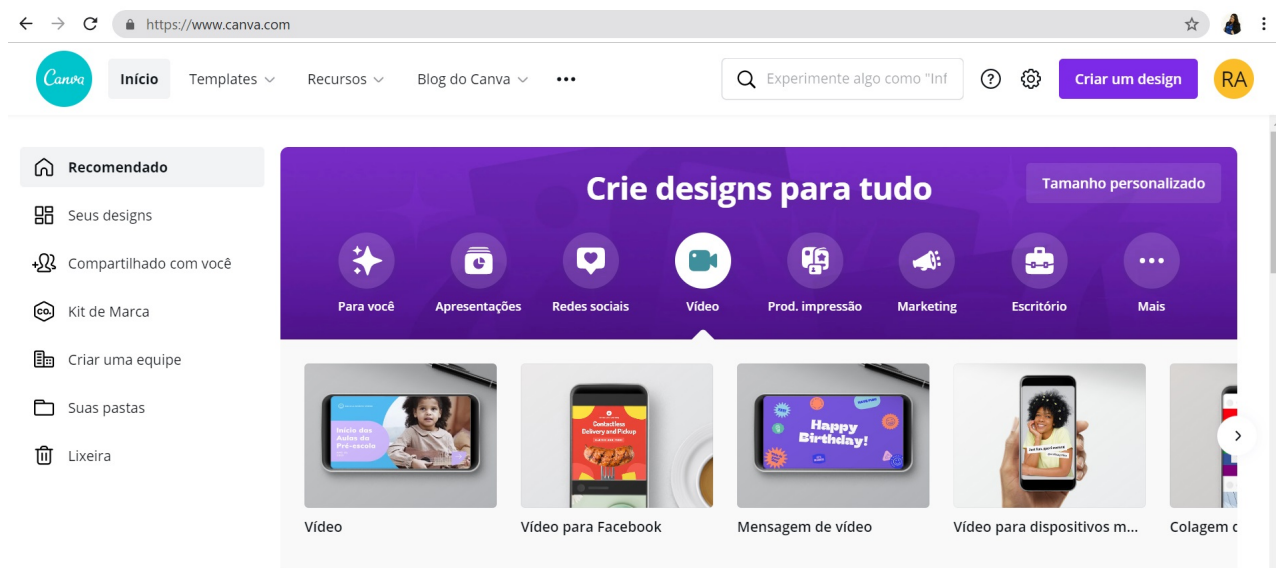 https://www.canva.com
Canva
Início
Templates
Recursos
Blog do Canva
Experimente algo como "Inf
Criar um design
RA
Recomendado
Seus designs
Compartilhado com você
co.
Kit de Marca
Criar uma equipe
Suas pastas
Lixeira
Crie designs para tudo
Tamanho personalizado
Para você
Apresentações
Redes sociais
Vídeo
Prod. impressão
Marketing
Escritório
Mais
Início das
Aulas da
Pré-escola
Contactless
Delivery and Pickup
Happy
Birthday!
Vídeo
Vídeo para Facebook
Mensagem de vídeo
Vídeo para dispositivos m...
Colagem d